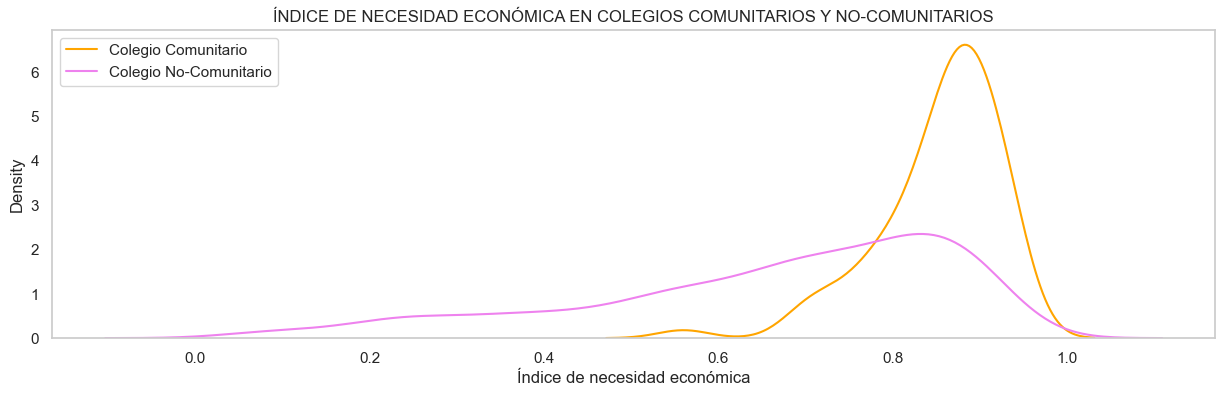 ÍNDICE DE NECESIDAD ECONÓMICA EN COLEGIOS COMUNITARIOS Y NO-COMUNITARIOS
Colegio Comunitario
Colegio No-Comunitario
6
5
4
3
2
1
0
Density
0.0 0.2 0.4 0.6 0.8 1.0
Índice de necesidad económica